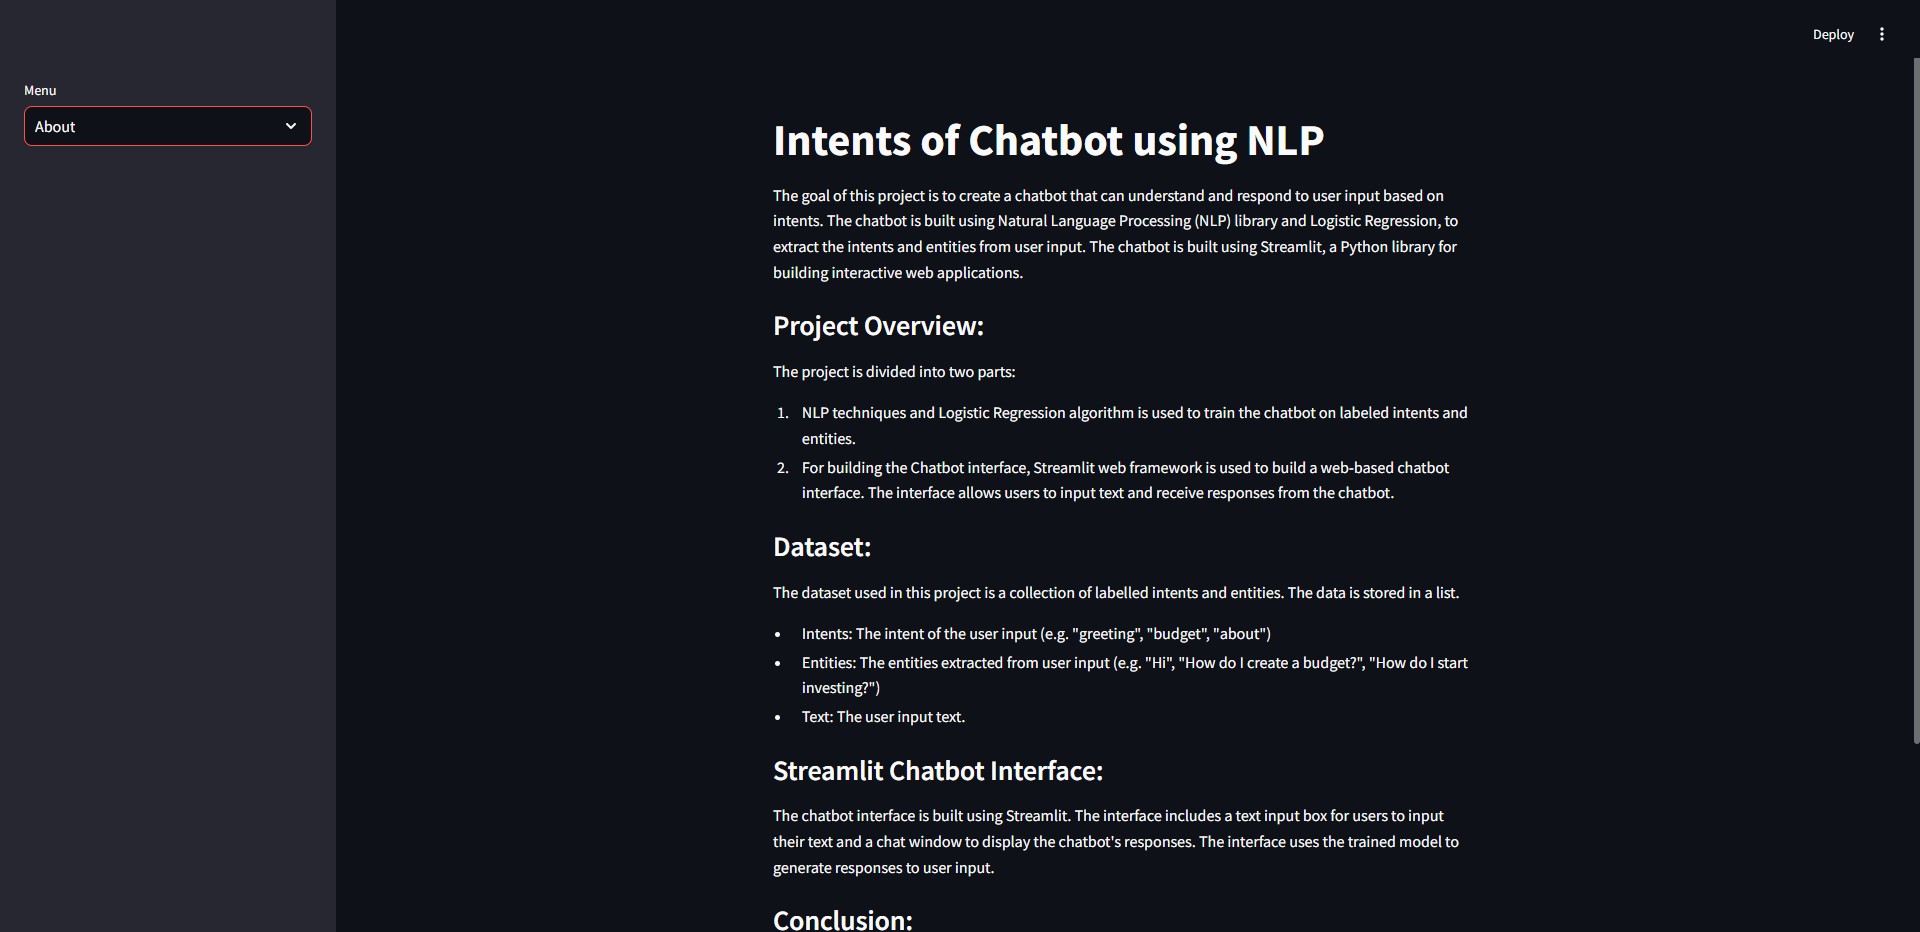 Deploy
Menu
About
Intents of Chatbot using NLP
The goal of this project is to create a chatbot that can understand and respond to user input based on
intents. The chatbot is built using Natural Language Processing (NLP) library and Logistic Regression, to
extract the intents and entities from user input. The chatbot is built using Streamlit, a Python library for
building interactive web applications.
Project Overview:
The project is divided into two parts:
1. NLP techniques and Logistic Regression algorithm is used to train the chatbot on labeled intents and
entities.
2. For building the Chatbot interface, Streamlit web framework is used to build a web-based chatbot
interface. The interface allows users to input text and receive responses from the chatbot.
Dataset:
The dataset used in this project is a collection of labelled intents and entities. The data is stored in a list.
• Intents: The intent of the user input (e.g. "greeting", "budget", "about")
• Entities: The entities extracted from user input (e.g. "Hi", "How do I create a budget?", "How do I start
investing?")
• Text: The user input text.
Streamlit Chatbot Interface:
The chatbot interface is built using Streamlit. The interface includes a text input box for users to input
their text and a chat window to display the chatbot's responses. The interface uses the trained model to
generate responses to user input.
Conclusion: